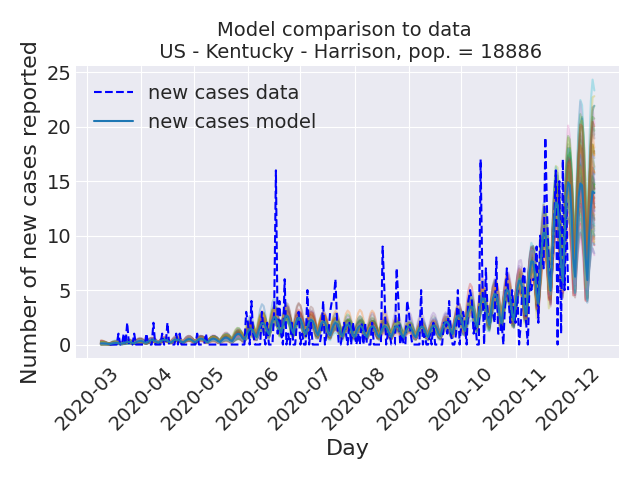 Model comparison to data
US - Kentucky - Harrison, pop. = 18886
Number of new cases reported
25
20
15
10
5
0
new cases data
new cases model
2020-03
2020-04
2020-05
2020-06
2020-07
2020-08
2020-09
2020-10
2020-11
2020-12
Day